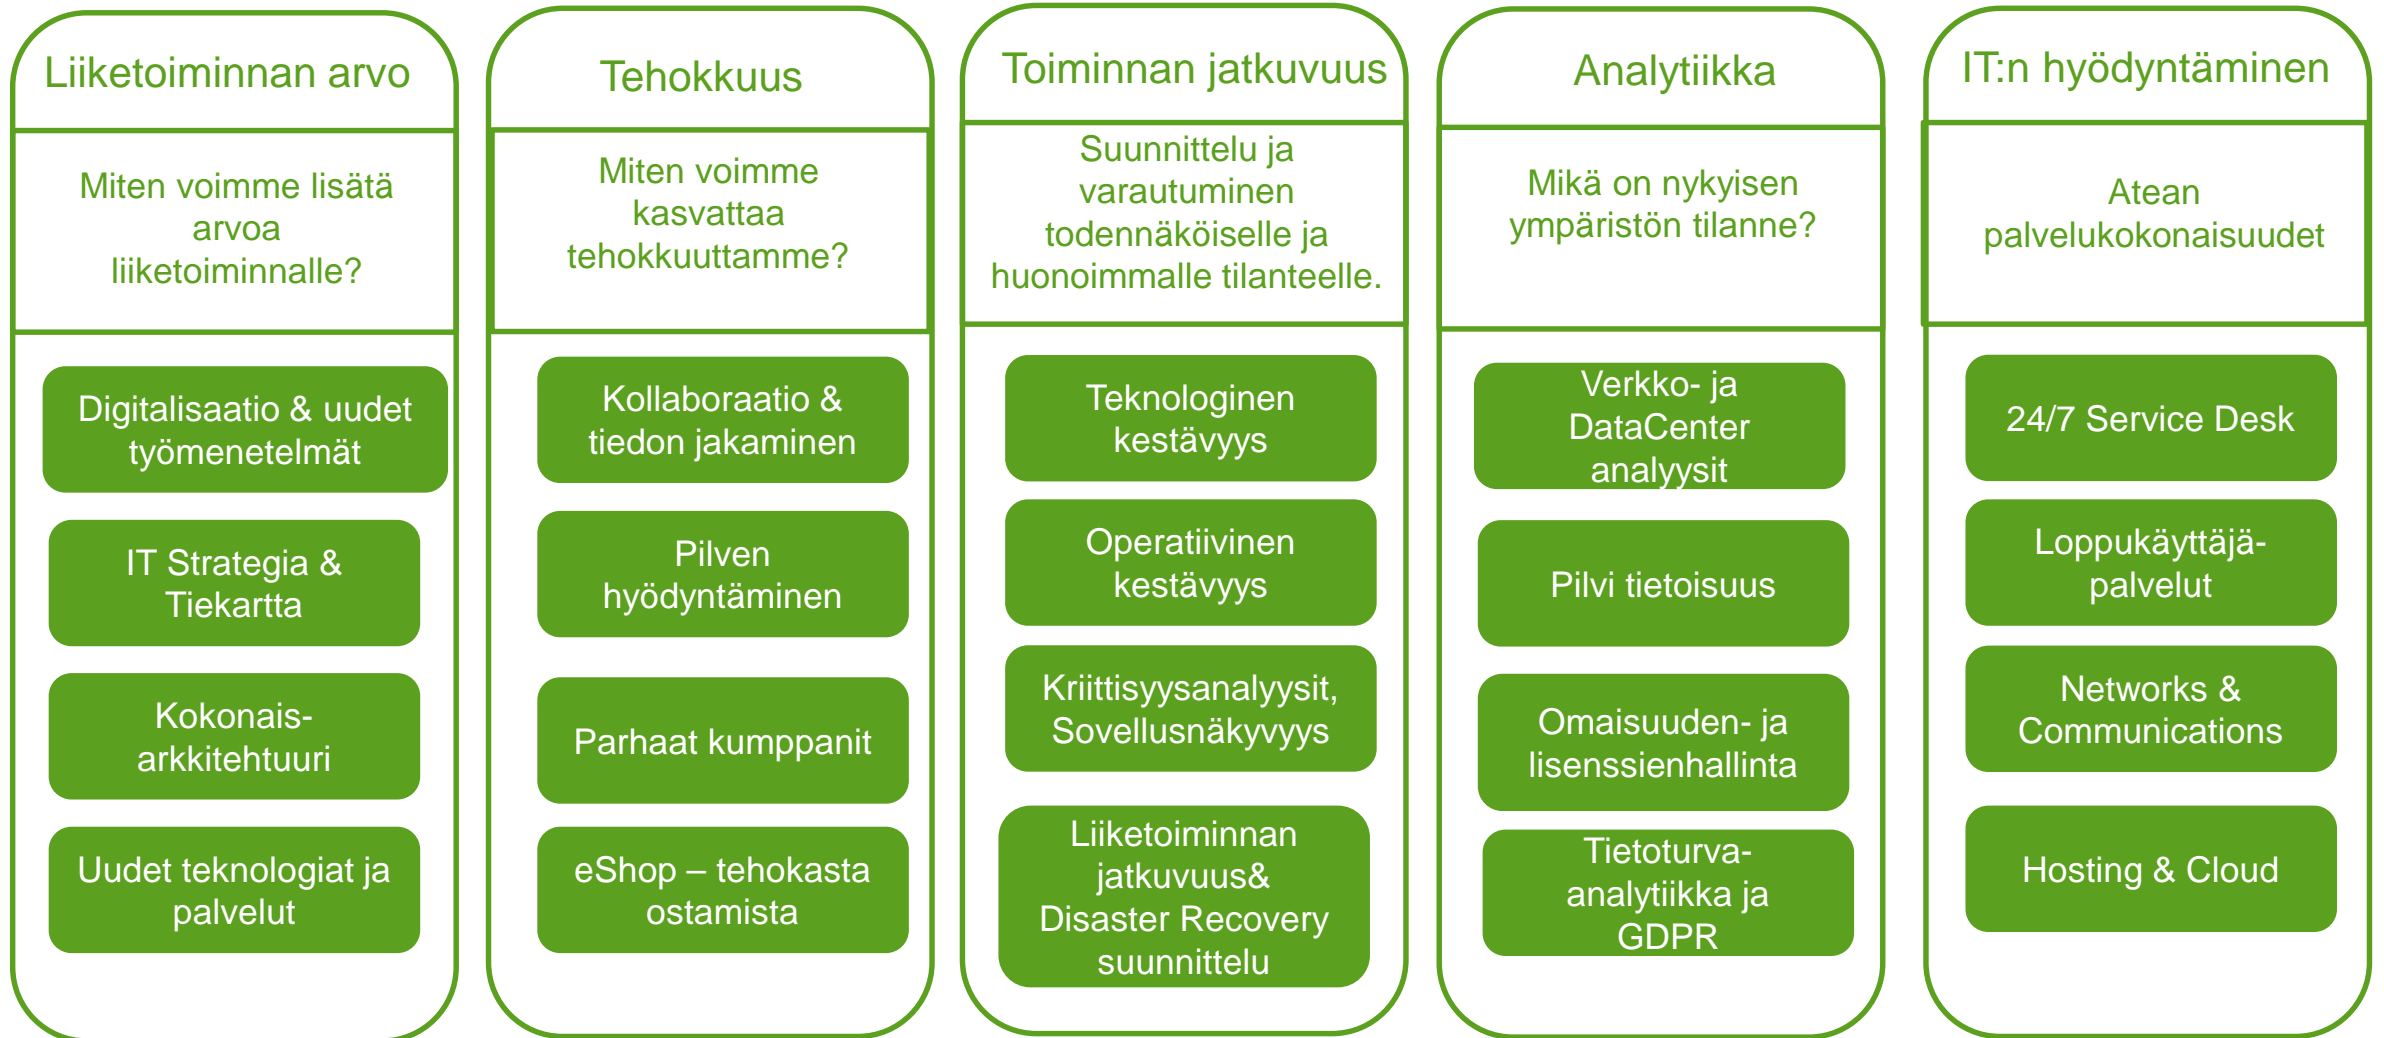 Liiketoiminnan arvo
Miten voimme lisätä
arvoa
liiketoiminnalle?
Digitalisaatio & uudet
työmenetelmät
IT Strategia &
Tiekartta
Kokonais-
arkkitehtuuri
Uudet teknologiat ja
palvelut
Tehokkuus
Miten voimme
kasvattaa
tehokkuuttamme?
Kollaboraatio &
tiedon jakaminen
Pilven
hyödyntäminen
Parhaat kumppanit
eShop – tehokasta
ostamista
Toiminnan jatkuvuus
Suunnittelu ja
varautuminen
todennäköiselle ja
huonoimmalle tilanteelle.
Teknologinen
kestävyys
Operatiivinen
kestävyys
Kriittisyysanalyysit,
Sovellusnäkyvyys
Liiketoiminnan
jatkuvuus&
Disaster Recovery
suunnittelu
Analytiikka
Mikä on nykyisen
ympäristön tilanne?
Verkko- ja
DataCenter
analyysit
Pilvi tietoisuus
Omaisuuden- ja
lisenssienhallinta
Tietoturva-
analytiikka ja
GDPR
IT:n hyödyntäminen
Atean
palvelukokonaisuudet
24/7 Service Desk
Loppukäyttäjä-
palvelut
Networks &
Communications
Hosting & Cloud